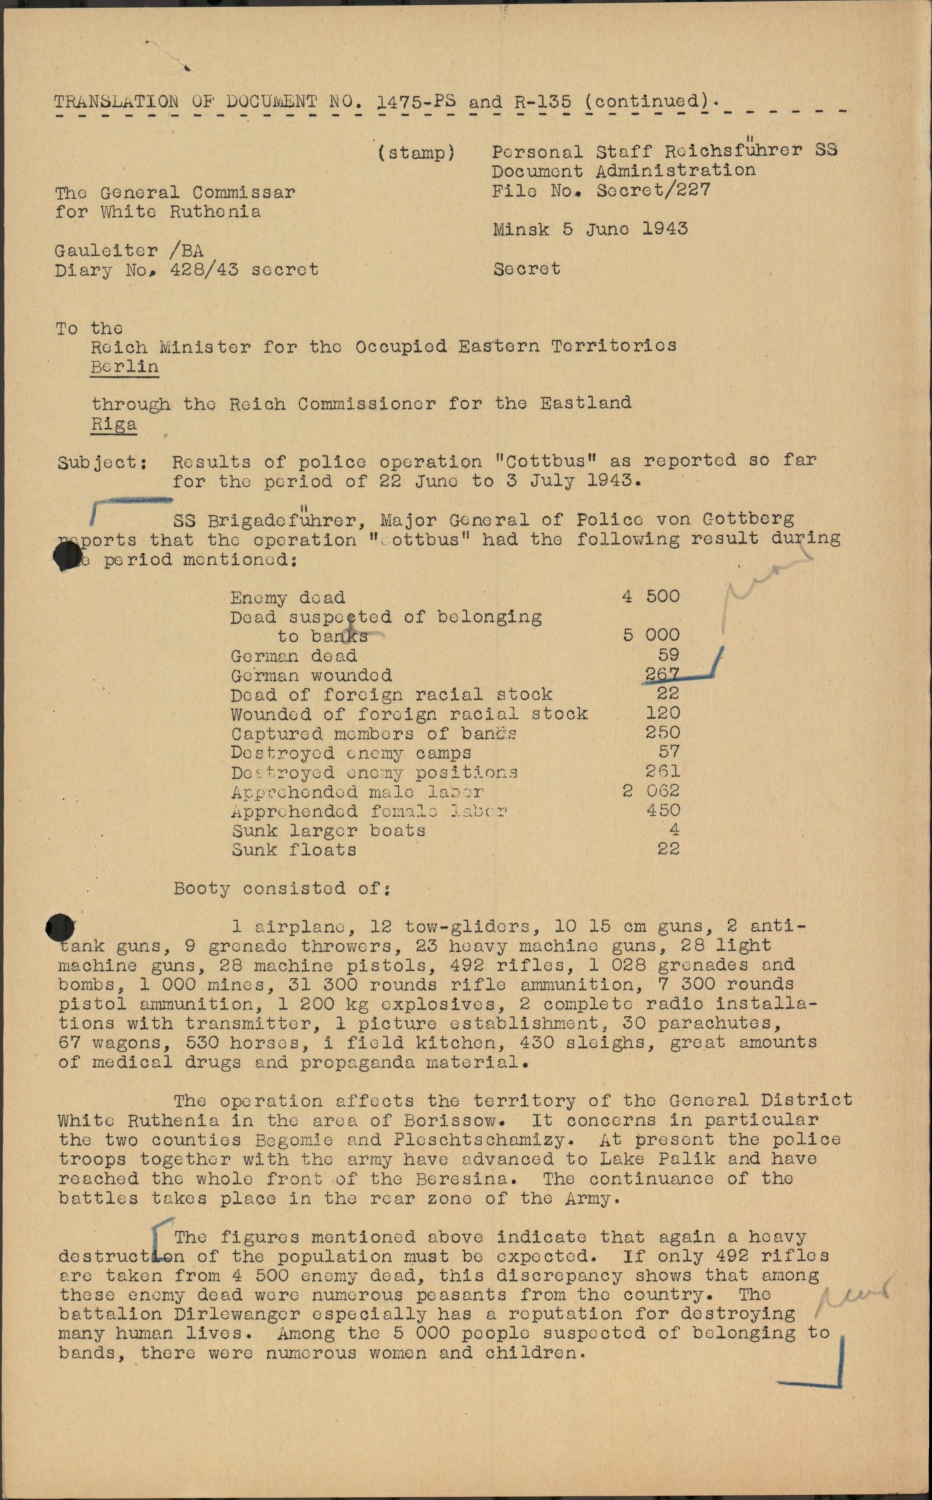 TRANSLATION OF DOCUMENT NO. 1475-PS and R-135 (continued).
(stamp) Personal Staff Reichsführer SS
Document Administration
The General Commissar File No. Secret/227
for White Ruthenia
Minsk 5 June 1943
Gauleiter /BA
Diary No. 428/43 secret Secret
To the
Reich Minister for the Occupied Eastern Territories
Berlin
through the Reich Commissioner for the Eastland
Riga
Subject: Results of police operation "Cottbus" as reported so far
for the period of 22 June to 3 July 1943.
SS Brigadeführer, Major General of Police von Gottberg
reports that the operation "Cottbus" had the following result during
the period mentioned:
Enemy dead 4 500
Dead suspected of belonging
to banks 5 000
German dead 59
German wounded 267
Dead of foreign racial stock 22
Wounded of foreign racial stock 120
Captured members of bands 250
Destroyed enemy camps 57
Destroyed enemy positions 261
Apprehended male labor 2 062
Apprehended female labor 450
Sunk larger boats 4
Sunk floats 22
Booty consisted of:
1 airplane, 12 tow-gliders, 10 15 cm guns, 2 anti-
tank guns, 9 grenade throwers, 23 heavy machine guns, 28 light
machine guns, 28 machine pistols, 492 rifles, 1 028 grenades and
bombs, 1 000 mines, 31 300 rounds rifle ammunition, 7 300 rounds
pistol ammunition, 1 200 kg explosives, 2 complete radio installa-
tions with transmitter, 1 picture establishment, 30 parachutes,
67 wagons, 530 horses, i field kitchen, 430 sleighs, great amounts
of medical drugs and propaganda material.
The operation affects the territory of the General District
White Ruthenia in the area of Borissow. It concerns in particular
the two counties Begomie and Pleschtschamizy. At present the police
troops together with the army have advanced to Lake Palik and have
reached the whole front of the Beresina. The continuance of the
battles takes place in the rear zone of the Army.
The figures mentioned above indicate that again a heavy
destruction of the population must be expected. If only 492 rifles
are taken from 4 500 enemy dead, this discrepancy shows that among
these enemy dead were numerous peasants from the country. The
battalion Dirlewanger especially has a reputation for destroying
many human lives. Among the 5 000 people suspected of belonging to
bands, there were numerous women and children.